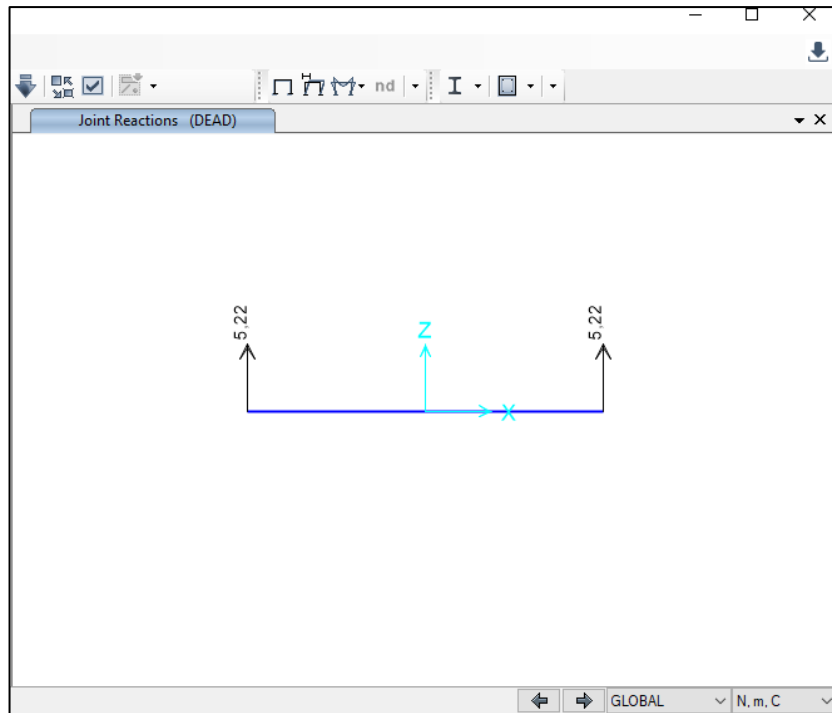 nd
Joint Reactions (DEAD)
5,22
5,22
Z
X
GLOBAL
N, m, C